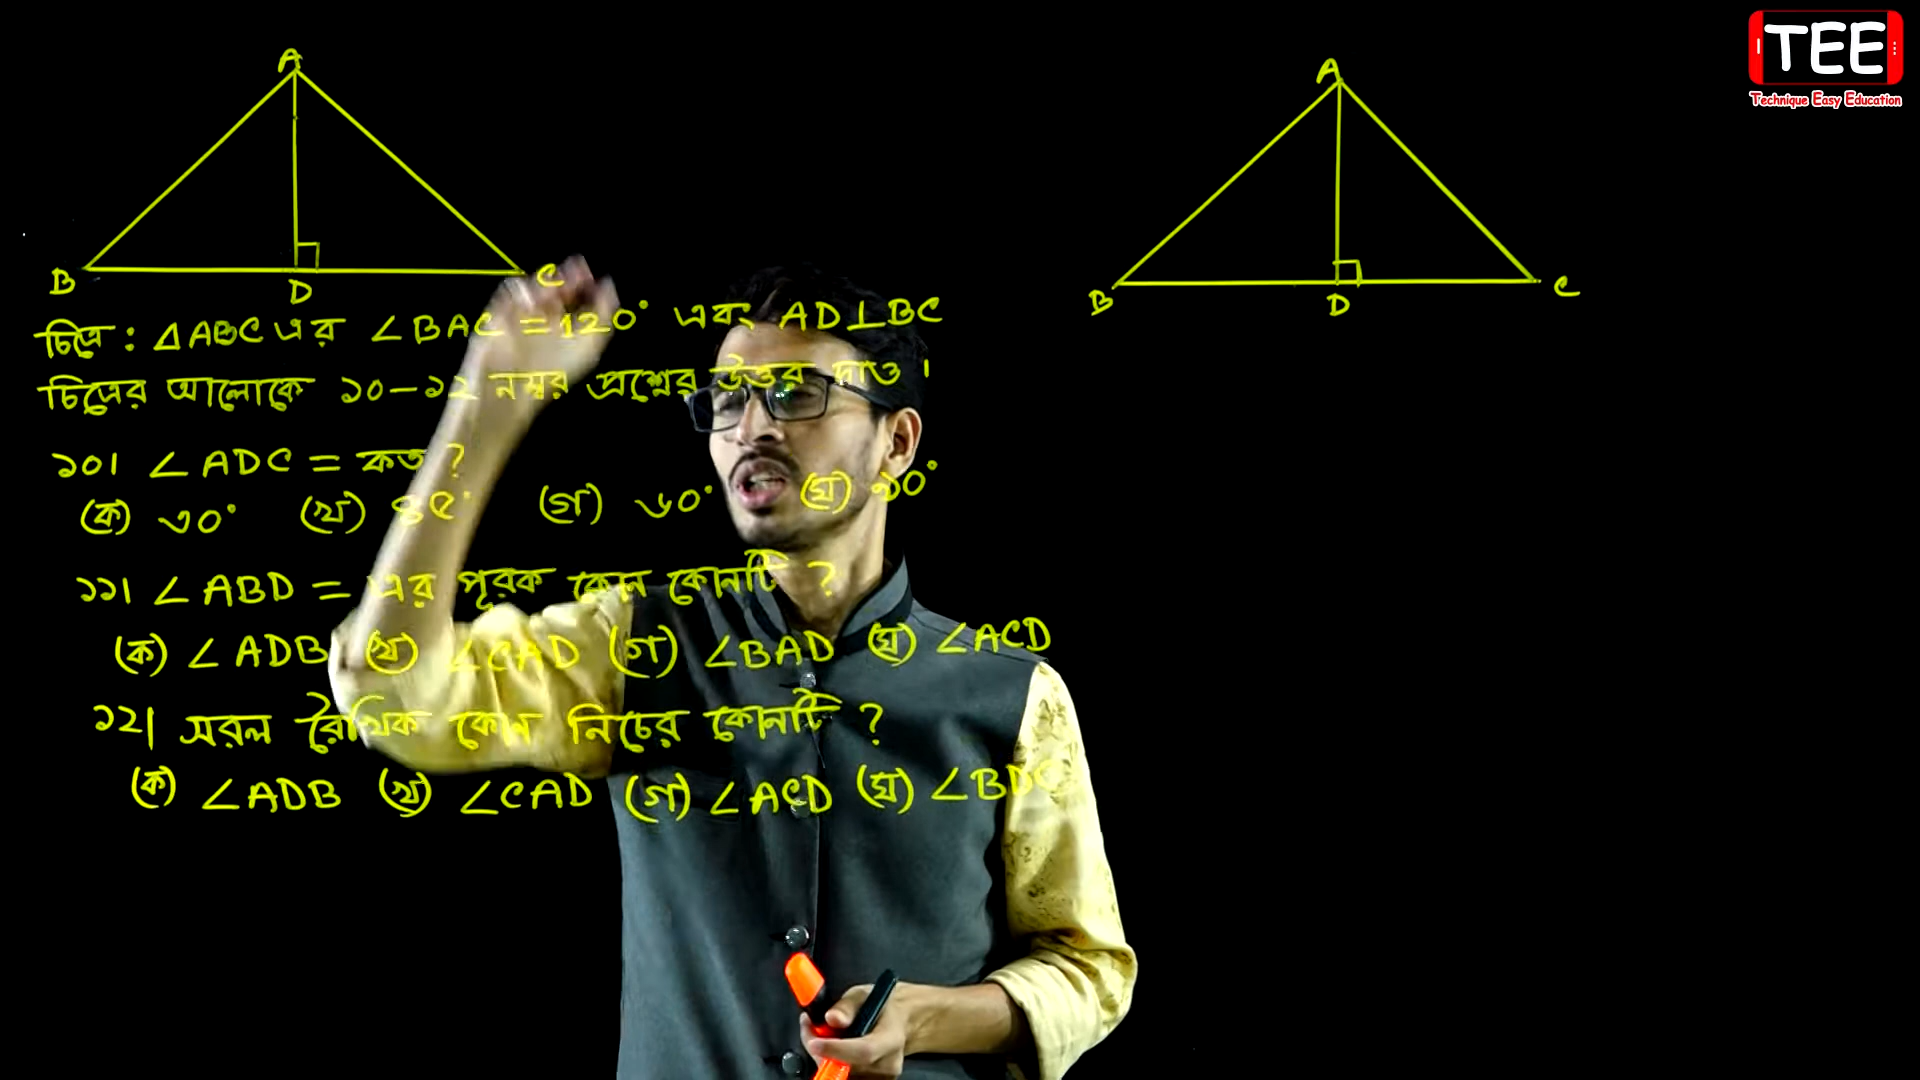 TEE
Technique Easy Education
A
B
D
C
A
B
D
C
চিত্রে : △ABC এর ∠BAC = 120° এবং AD⊥BC
চিত্রের আলোকে ১০-১২ নম্বর প্রশ্নের উত্তর দাও ।
১০। ∠ADC = কত ?
(ক) ৩০° (খ) ৪৫° (গ) ৬০° (ঘ) ৯০°
১১। ∠ABD = এর পূরক কোন কোনটি ?
(ক) ∠ADB (খ) ∠CAD (গ) ∠BAD (ঘ) ∠ACD
১২। সরল রৈখিক কোন নিচের কোনটি ?
(ক) ∠ADB (খ) ∠CAD (গ) ∠ACD (ঘ) ∠BDC